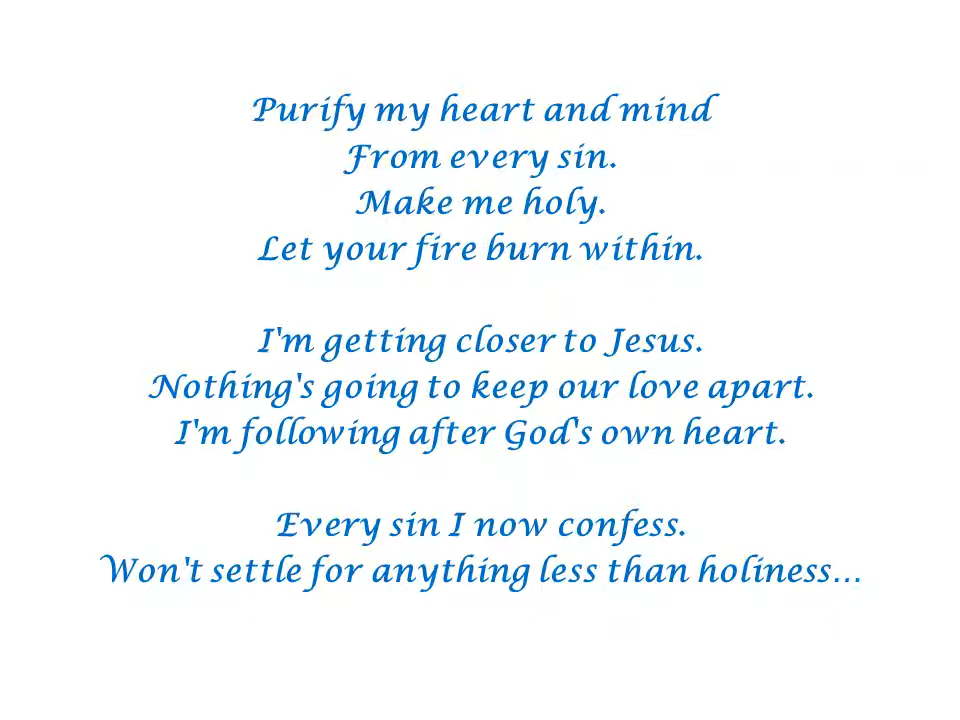 Purify my heart and mind
From every sin.
Make me holy.
Let your fire burn within.
I'm getting closer to Jesus.
Nothing's going to keep our love apart.
I'm following after God's own heart.
Every sin I now confess.
Won't settle for anything less than holiness...